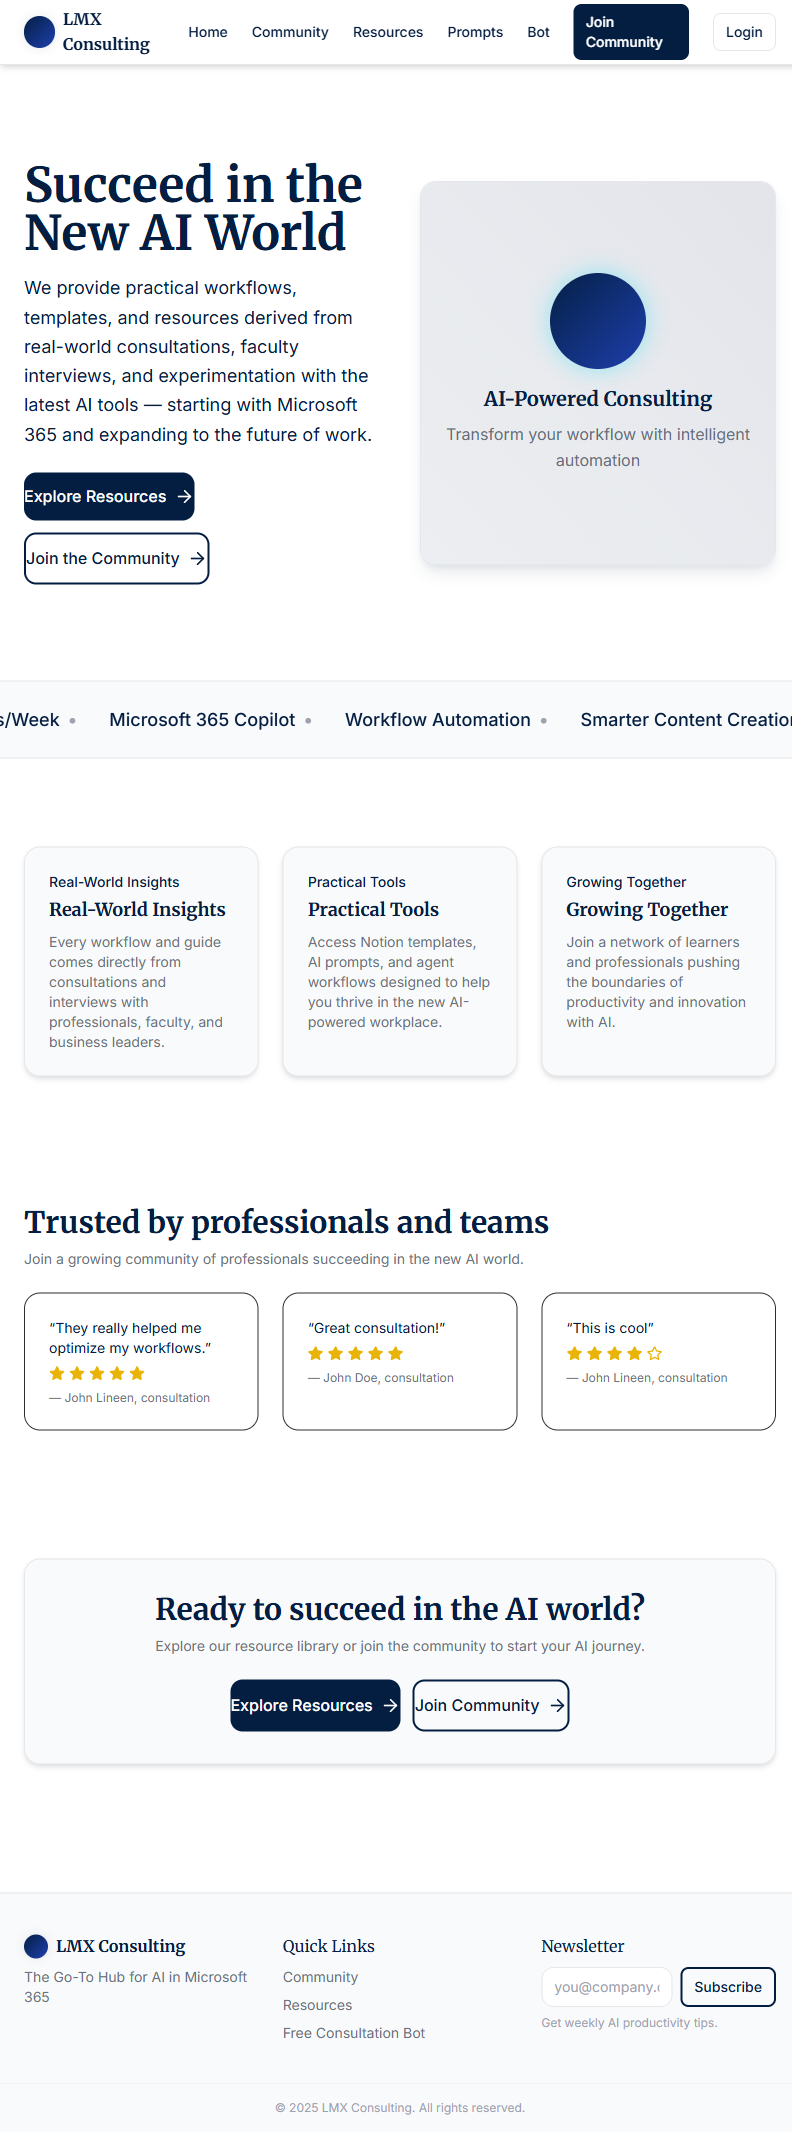 LMX
Consulting
Home
Community
Resources
Prompts
Bot
Join
Community
Login
Succeed in the
New AI World
We provide practical workflows,
templates, and resources derived from
real-world consultations, faculty
interviews, and experimentation with the
latest AI tools — starting with Microsoft
365 and expanding to the future of work.
Explore Resources →
Join the Community →
AI-Powered Consulting
Transform your workflow with intelligent
automation
s/Week • Microsoft 365 Copilot • Workflow Automation • Smarter Content Creation
Real-World Insights
Real-World Insights
Every workflow and guide
comes directly from
consultations and
interviews with
professionals, faculty, and
business leaders.
Practical Tools
Practical Tools
Access Notion templates,
AI prompts, and agent
workflows designed to help
you thrive in the new AI-
powered workplace.
Growing Together
Growing Together
Join a network of learners
and professionals pushing
the boundaries of
productivity and innovation
with AI.
Trusted by professionals and teams
Join a growing community of professionals succeeding in the new AI world.
“They really helped me
optimize my workflows.”
— John Lineen, consultation
“Great consultation!”
— John Doe, consultation
“This is cool”
— John Lineen, consultation
Ready to succeed in the AI world?
Explore our resource library or join the community to start your AI journey.
Explore Resources →
Join Community →
LMX Consulting
The Go-To Hub for AI in Microsoft
365
Quick Links
Community
Resources
Free Consultation Bot
Newsletter
you@company.c
Subscribe
Get weekly AI productivity tips.
© 2025 LMX Consulting. All rights reserved.